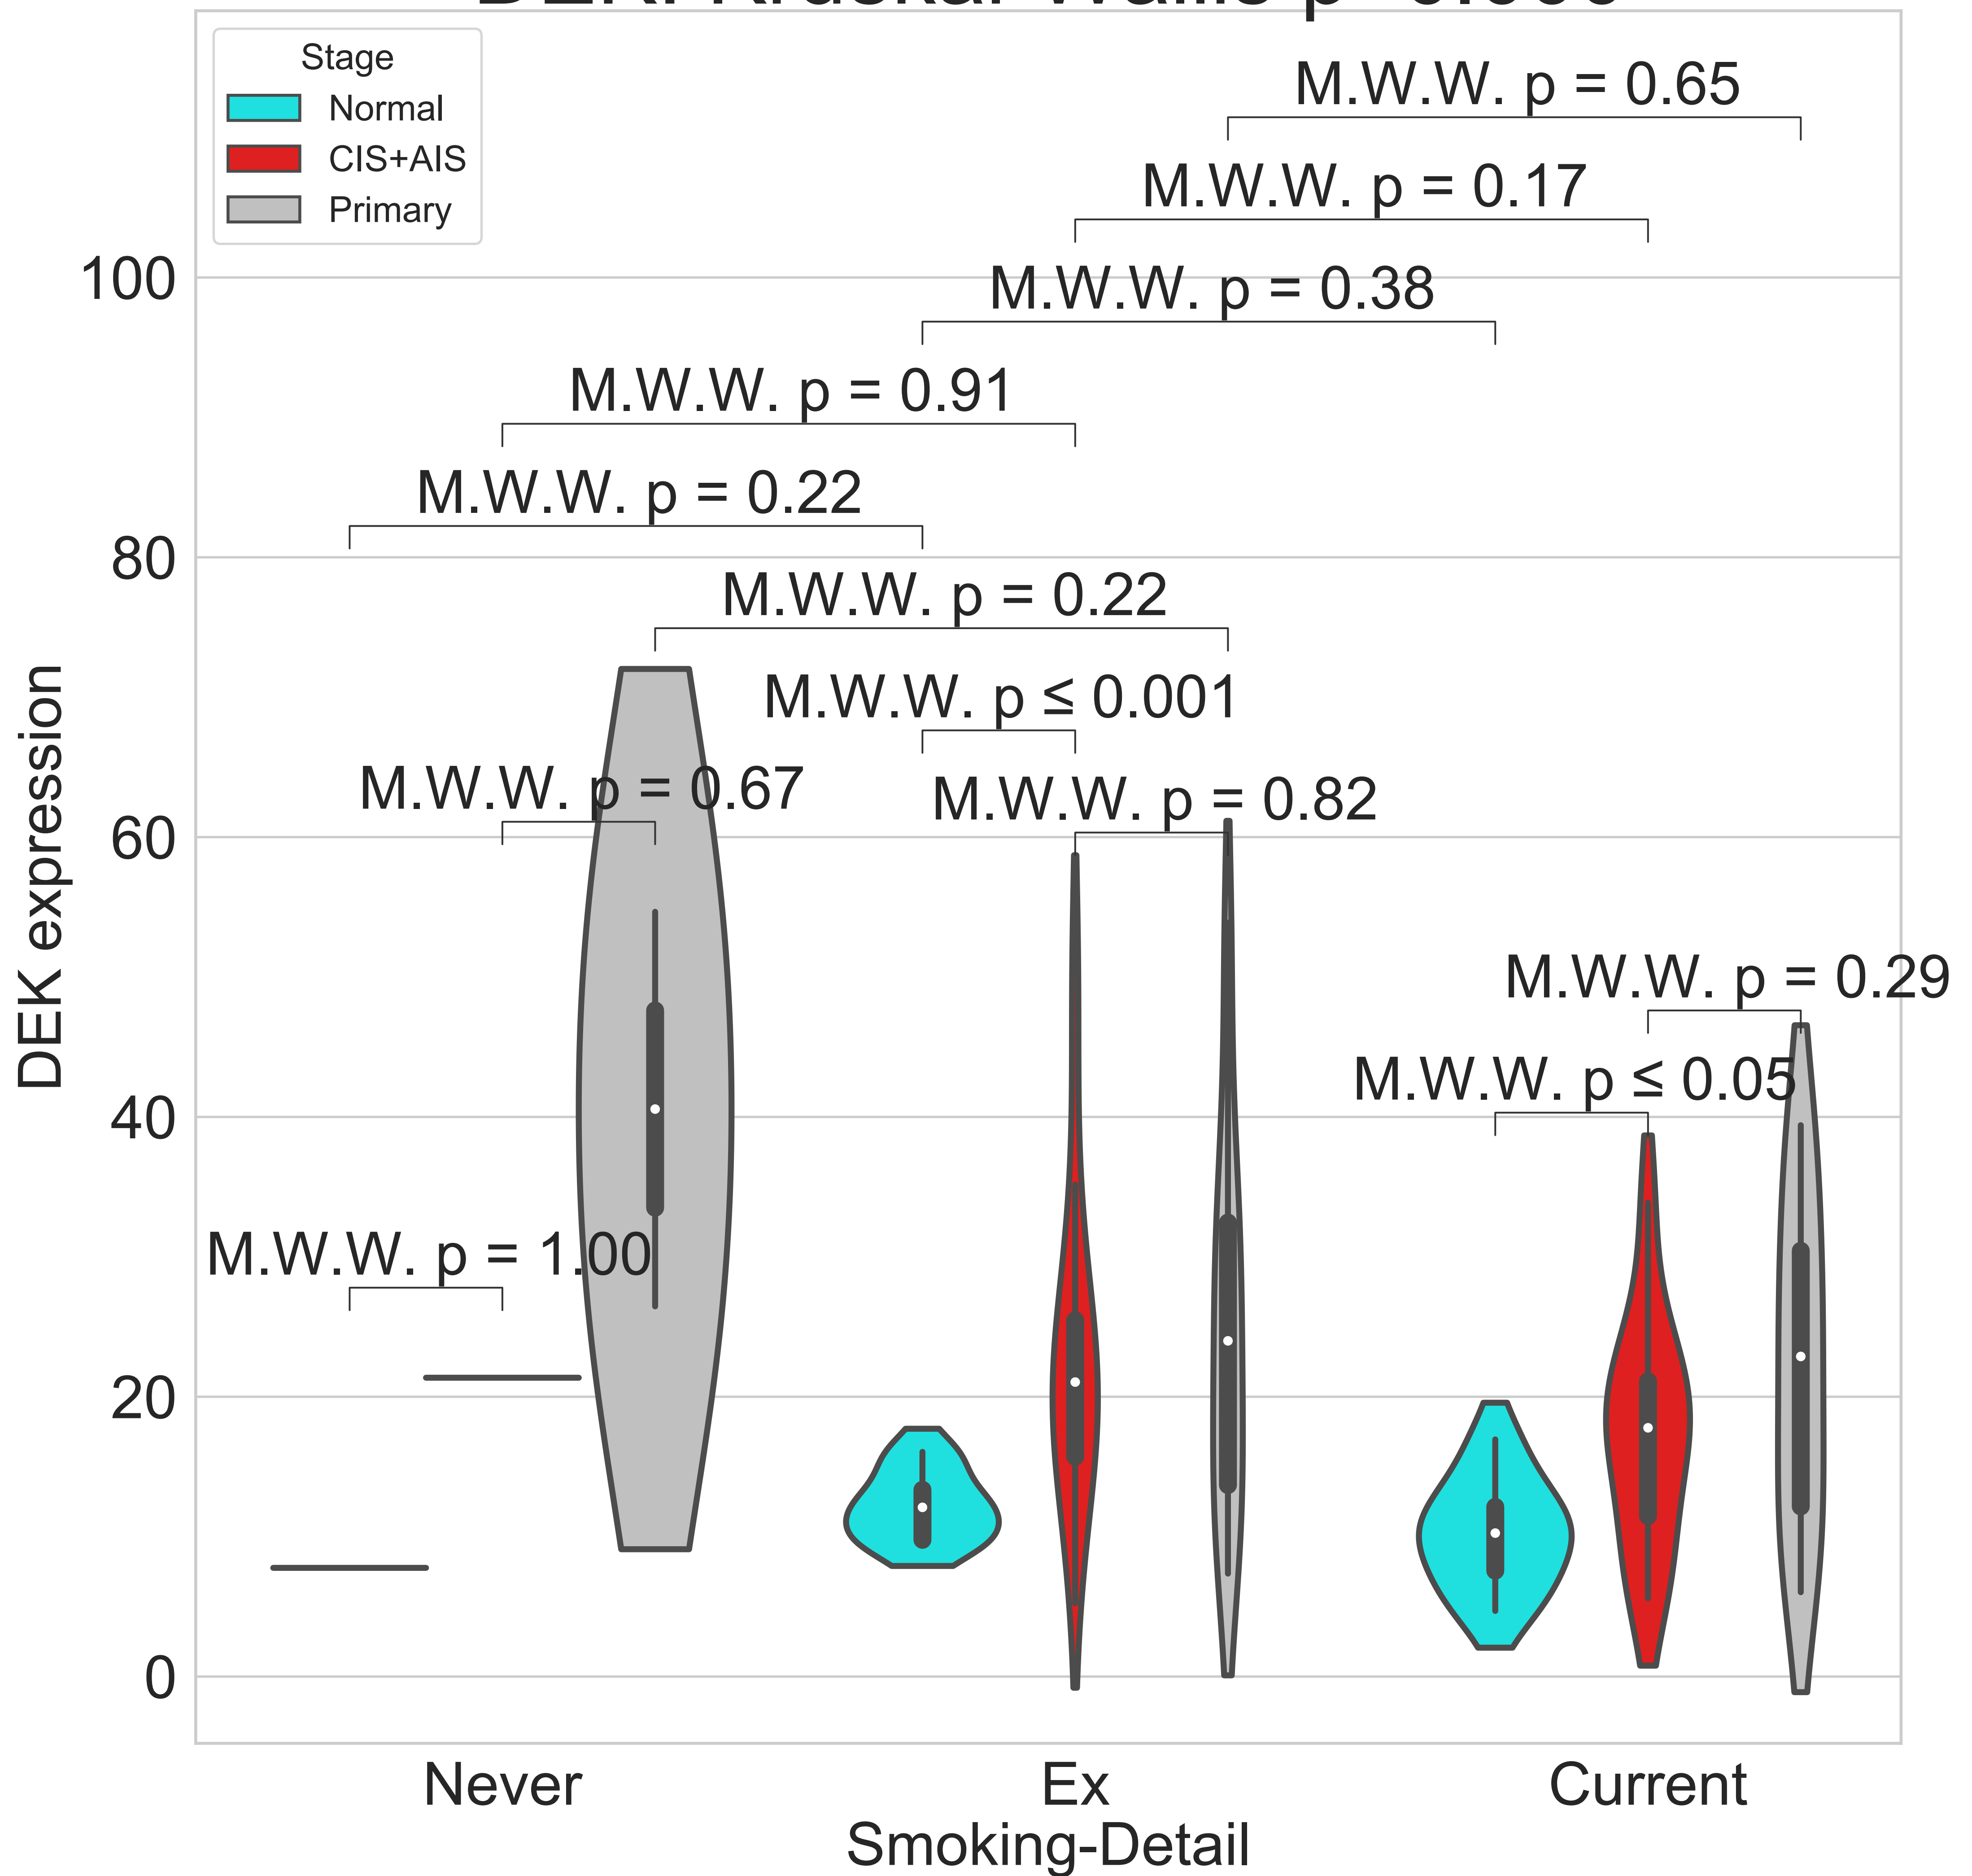 Stage
Normal
CIS+AIS
Primary
M.W.W. p = 0.65
M.W.W. p = 0.17
M.W.W. p = 0.38
M.W.W. p = 0.91
M.W.W. p = 0.22
M.W.W. p = 0.22
M.W.W. p ≤ 0.001
M.W.W. p = 0.67
M.W.W. p = 0.82
M.W.W. p = 0.29
M.W.W. p ≤ 0.05
M.W.W. p = 1.00
100
80
60
40
20
0
DEK expression
Never
Ex
Current
Smoking-Detail